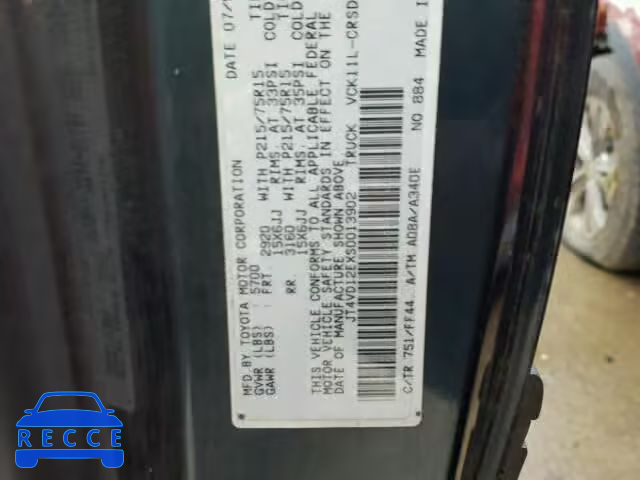 MFD BY TOYOTA MOTOR CORPORATION DATE 07/
GVWR (LBS) : 5700
GAWR (LBS) : FRT. 2920 WITH P215/75R15
15X6JJ RIMS, AT 33PSI COLD
RR 3160 WITH P215/75R15
15X6JJ RIMS, AT 35PSI COLD
THIS VEHICLE CONFORMS TO ALL APPLICABLE FEDERAL
MOTOR VEHICLE SAFETY STANDARDS IN EFFECT ON THE
DATE OF MANUFACTURE SHOWN ABOVE
JT4VD12EXS0013902 TRUCK VCK11L-CRSD
C/TR 751/FF44 A/TM AD8A/A340E NO 884 MADE I
RECCE